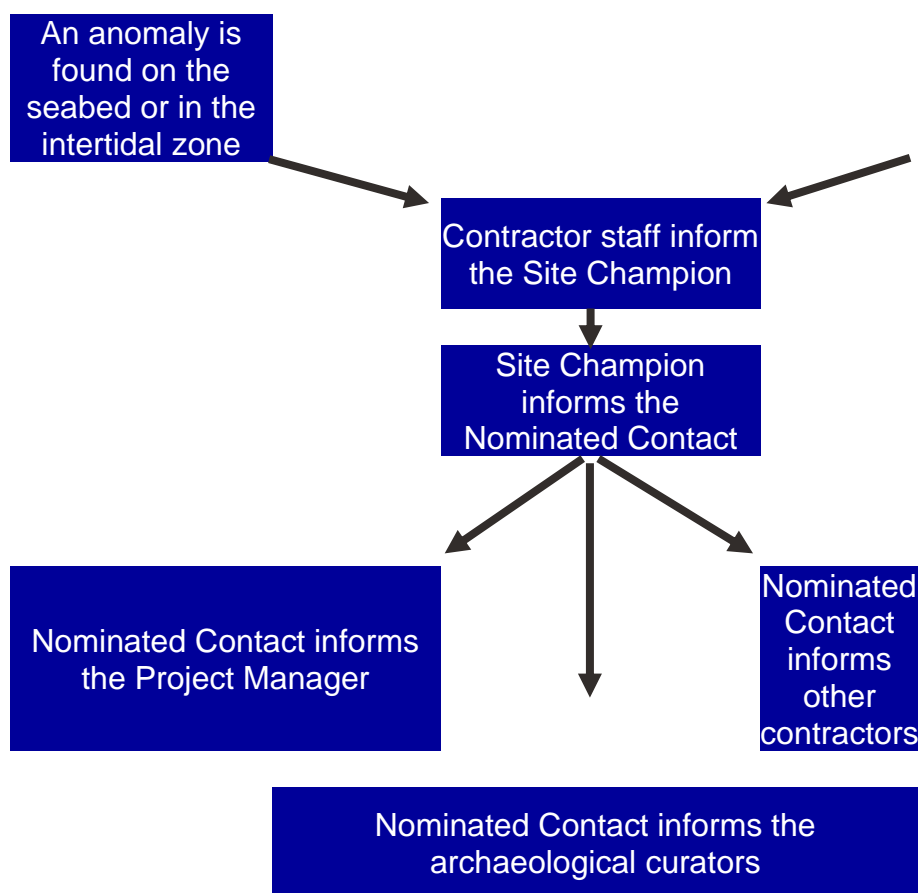 An anomaly is
found on the
seabed or in the
intertidal zone
Contractor staff inform
the Site Champion
Site Champion
informs the
Nominated Contact
Nominated Contact informs
the Project Manager
Nominated
Contact
informs
other
contractors
Nominated Contact informs the
archaeological curators